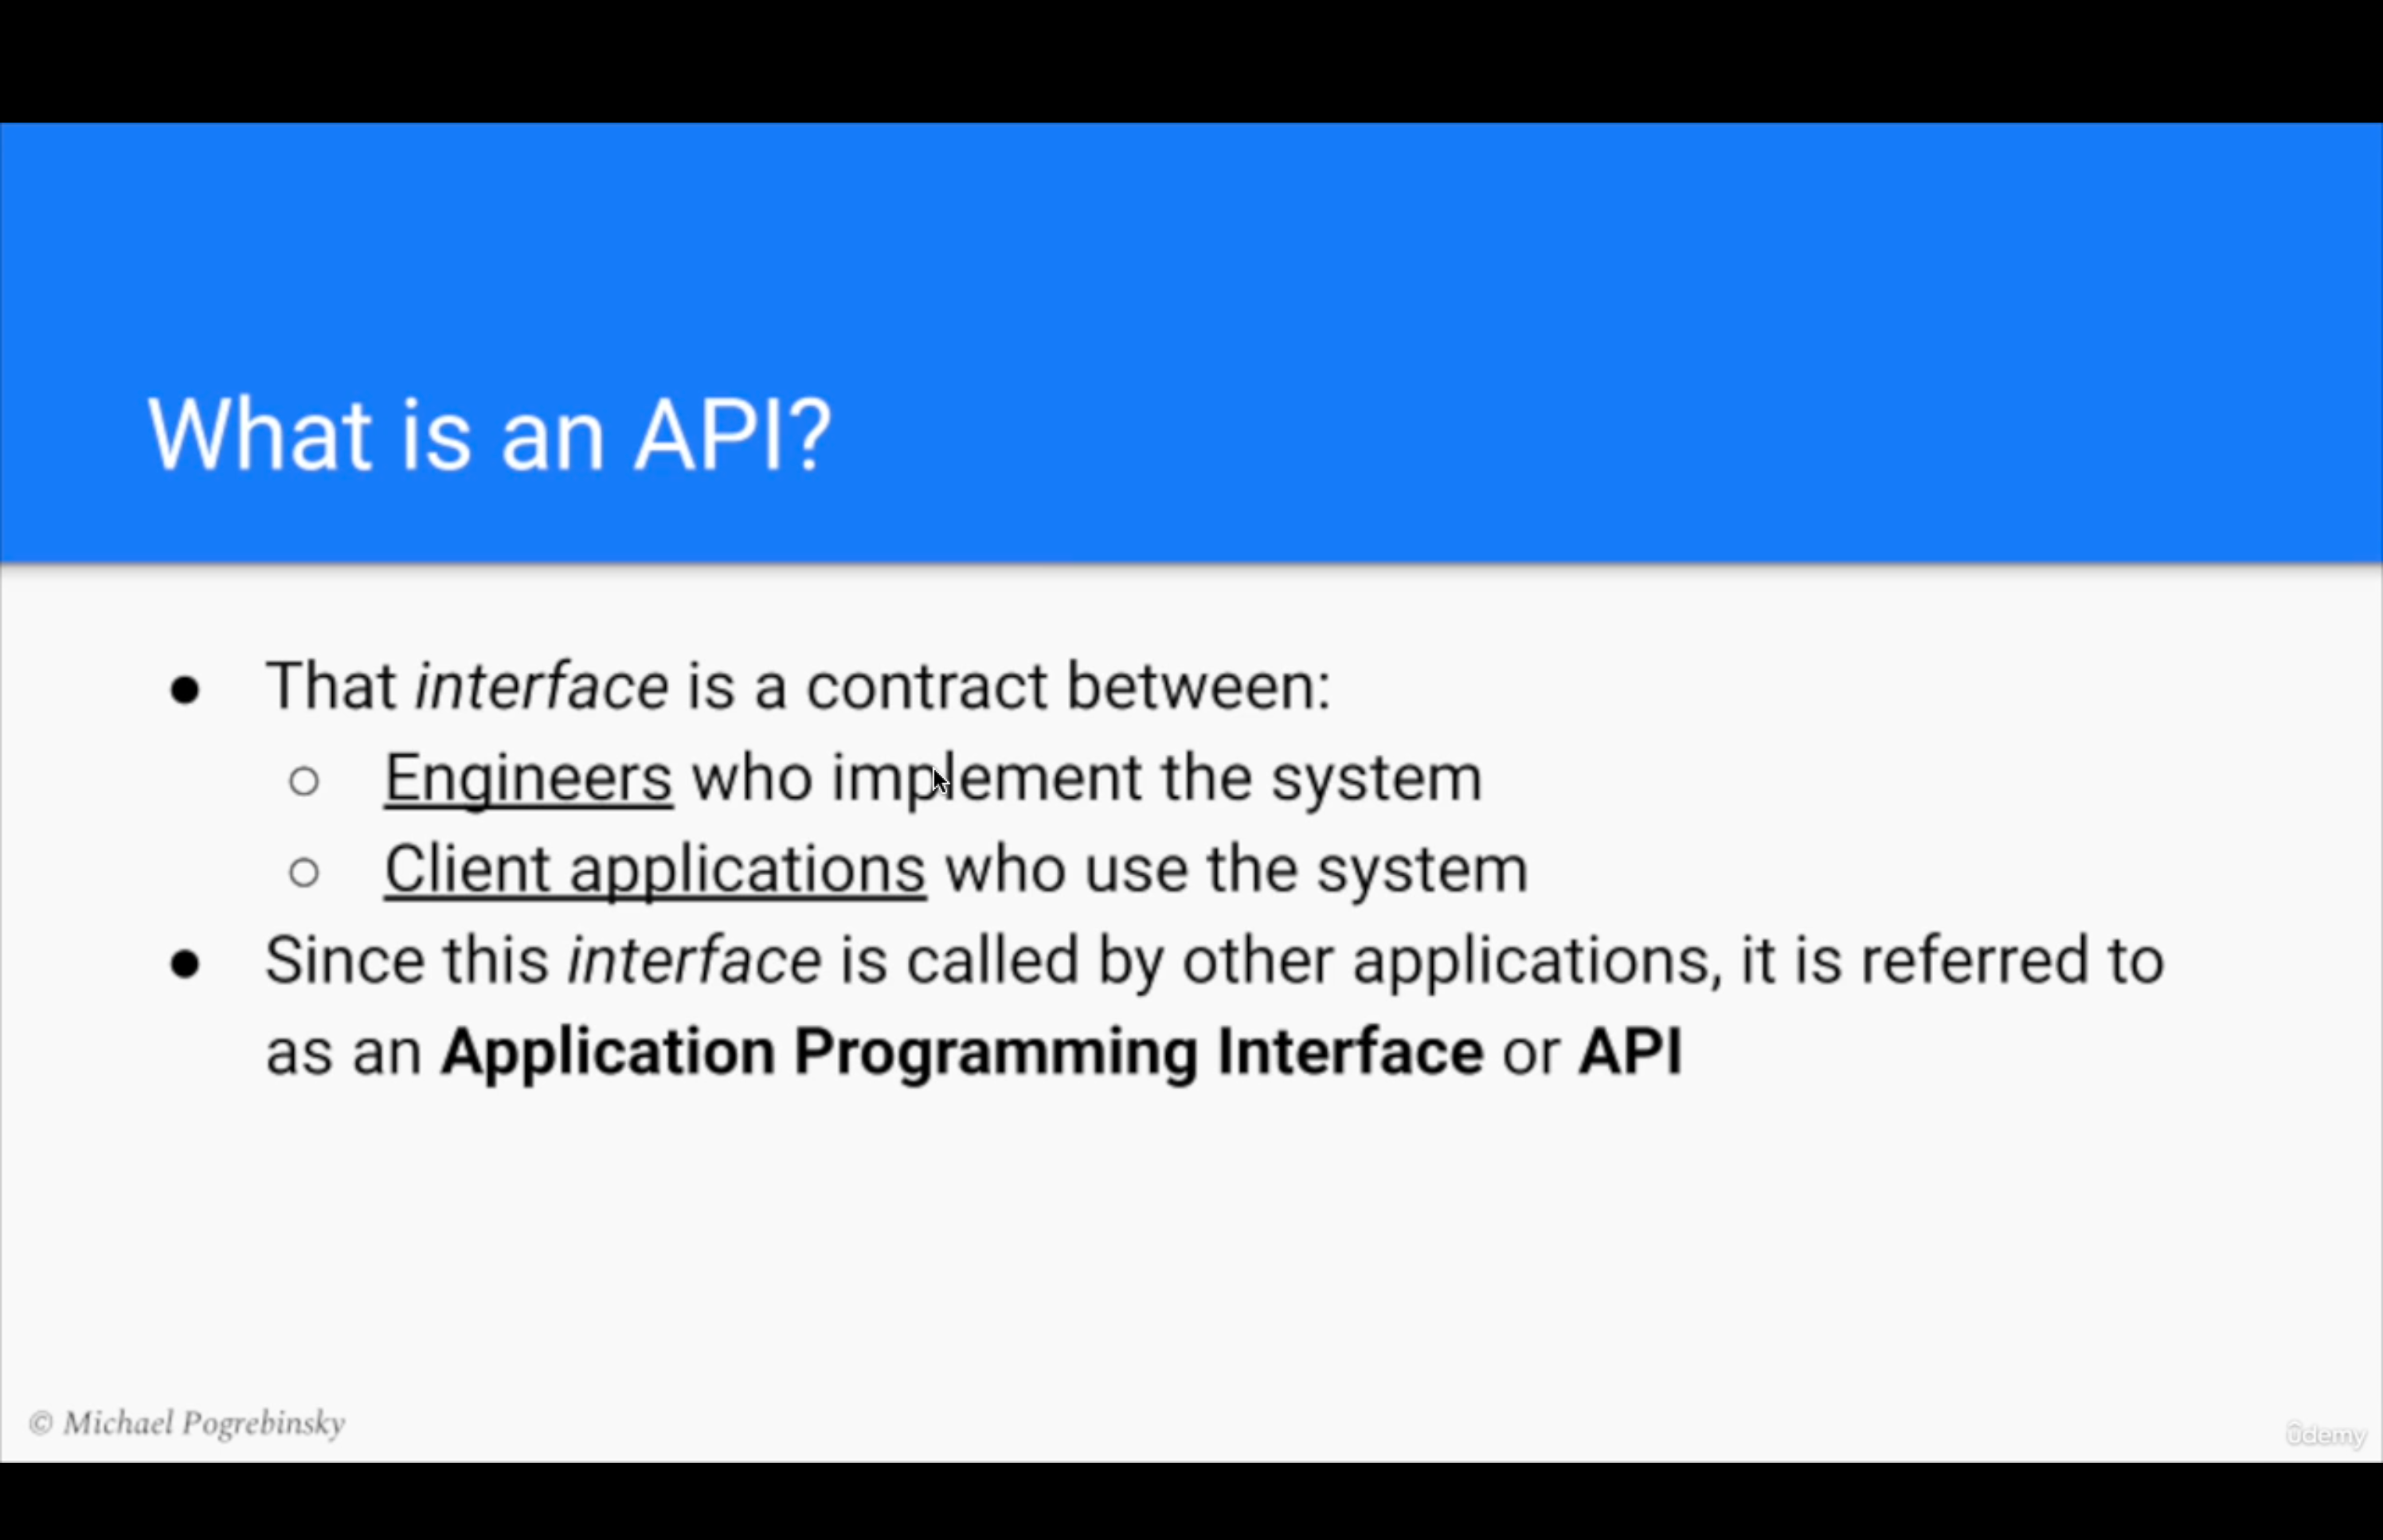 What is an API?
● That interface is a contract between:
○ Engineers who implement the system
○ Client applications who use the system
● Since this interface is called by other applications, it is referred to
as an Application Programming Interface or API
© Michael Pogrebinsky
ûdemy